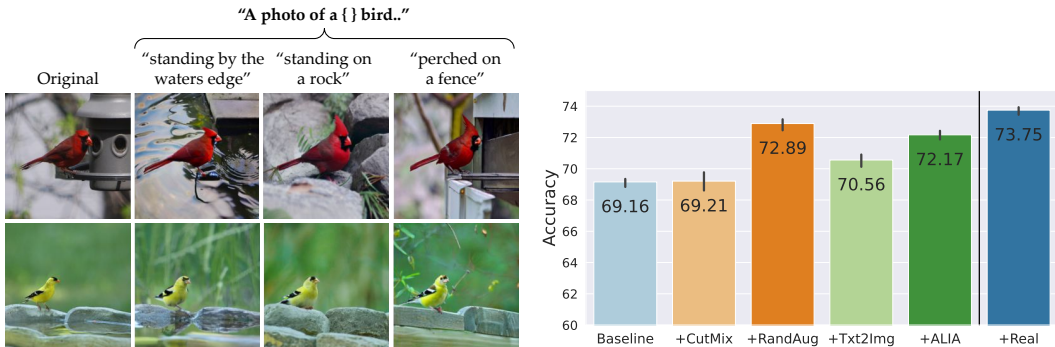 "A photo of a { } bird.."
Original
"standing by the
waters edge"
"standing on
a rock"
"perched on
a fence"
Accuracy
74
72
70
68
66
64
62
60
69.16
69.21
72.89
70.56
72.17
73.75
Baseline
+CutMix
+RandAug
+Txt2Img
+ALIA
+Real